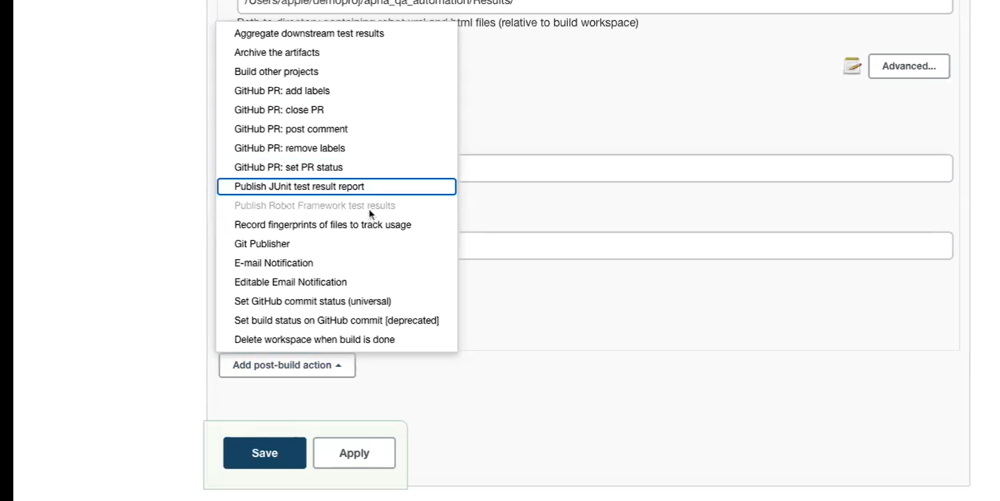 /Users/apple/demoproj/apna_qa_automation/Results/
Path to directory containing robot xml and html files (relative to build workspace)
Aggregate downstream test results
Archive the artifacts
Build other projects
GitHub PR: add labels
GitHub PR: close PR
GitHub PR: post comment
GitHub PR: remove labels
GitHub PR: set PR status
Publish JUnit test result report
Publish Robot Framework test results
Record fingerprints of files to track usage
Git Publisher
E-mail Notification
Editable Email Notification
Set GitHub commit status (universal)
Set build status on GitHub commit [deprecated]
Delete workspace when build is done
Advanced...
Add post-build action
Save
Apply